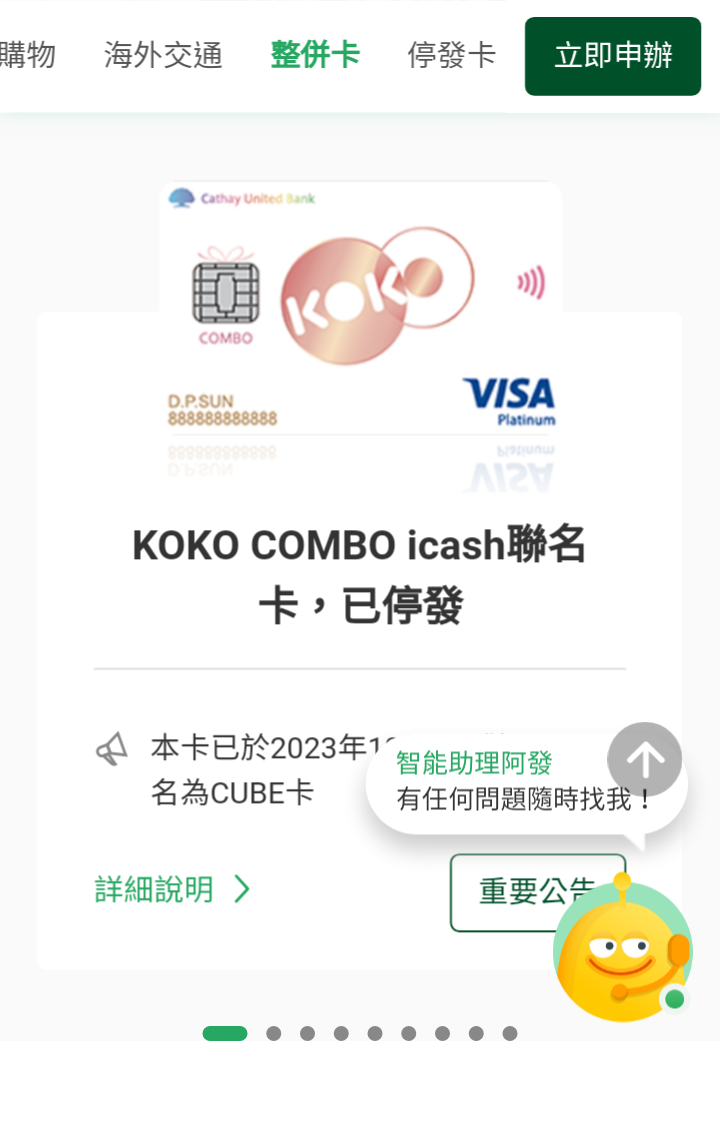 購物 海外交通 整併卡 停發卡 立即申辦
Cathay United Bank
KOKO
COMBO
D.P.SUN
888888888888
VISA
Platinum
KOKO COMBO icash聯名
卡，已停發
本卡已於2023年1
名為CUBE卡
智能助理阿發
有任何問題隨時找我！
詳細說明
重要公告